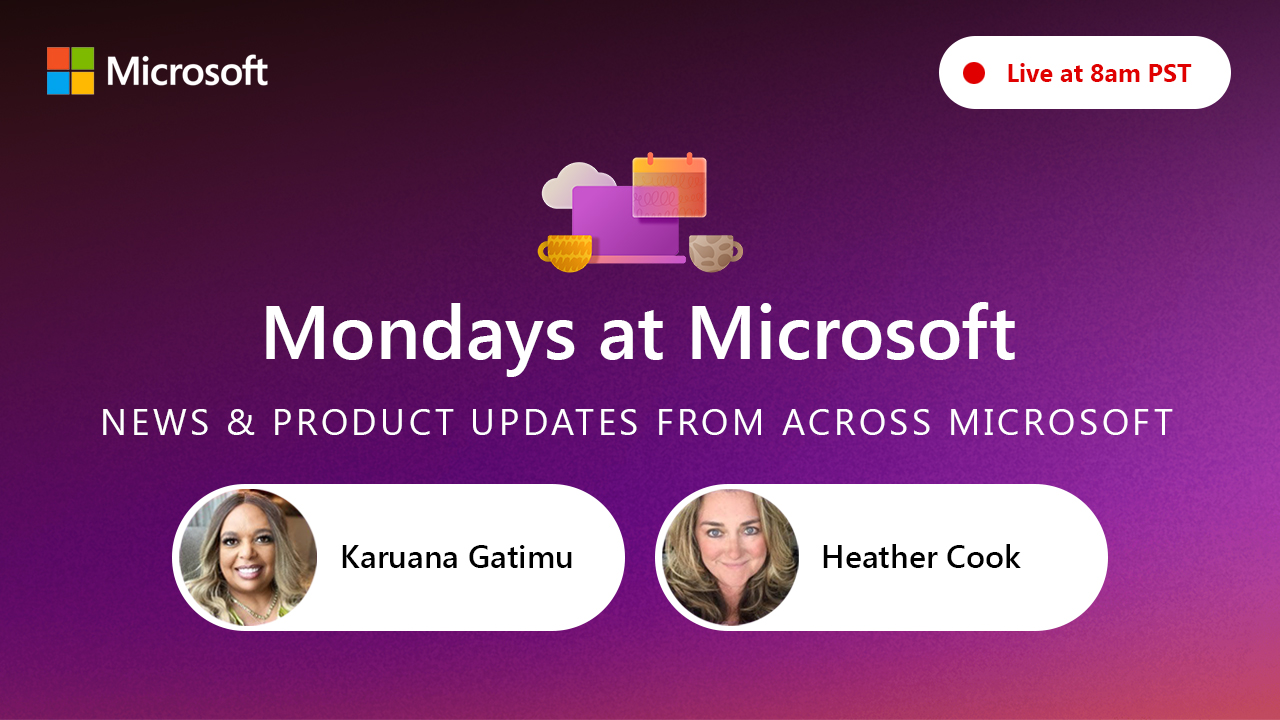 Microsoft
Live at 8am PST
Mondays at Microsoft
NEWS & PRODUCT UPDATES FROM ACROSS MICROSOFT
Karuana Gatimu
Heather Cook